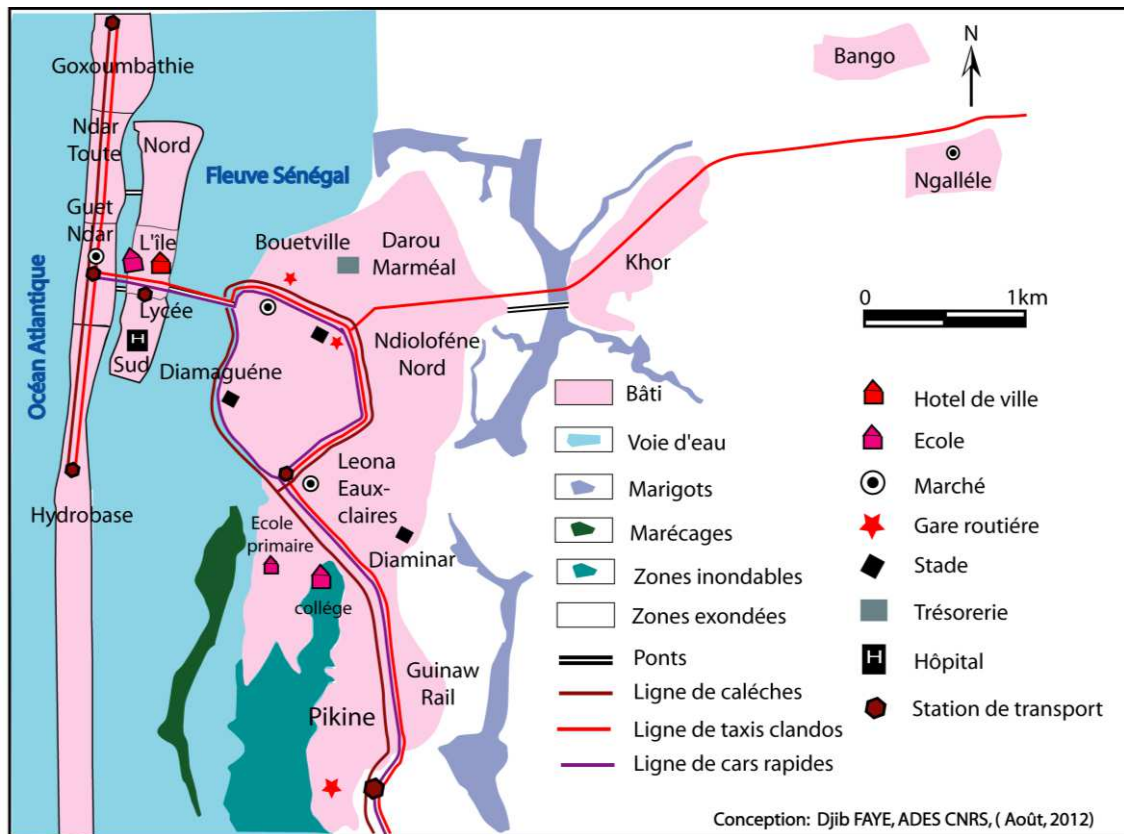 Goxoumbathie
Ndar
Toute
Nord
Guet
Ndar
L'île
Lycée
Sud
Hydrobase
Océan Atlantique
Fleuve Sénégal
Bouetville
Darou
Marméal
Ndioloféne
Nord
Diamaguéne
Leona
Eaux-
claires
Ecole
primaire
collége
Diaminar
Guinaw
Rail
Pikine
Khor
Bango
Ngalléle
N
0 1km
H
Bâti
Voie d'eau
Marigots
Marécages
Zones inondables
Zones exondées
Ponts
Ligne de caléches
Ligne de taxis clandos
Ligne de cars rapides
Hotel de ville
Ecole
Marché
Gare routiére
Stade
Trésorerie
H Hôpital
Station de transport
Conception: Djib FAYE, ADES CNRS, ( Août, 2012)